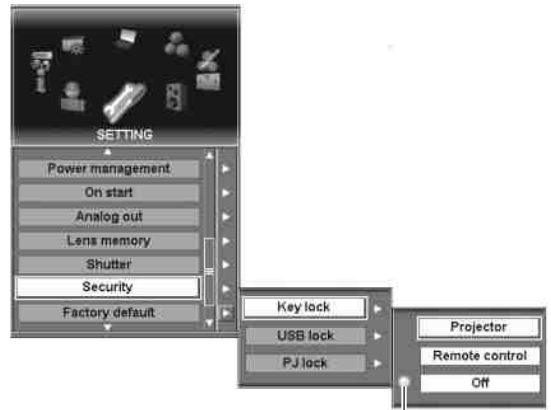 SETTING
Power management
On start
Analog out
Lens memory
Shutter
Security
Factory default
Key lock
USB lock
PJ lock
Projector
Remote control
Off